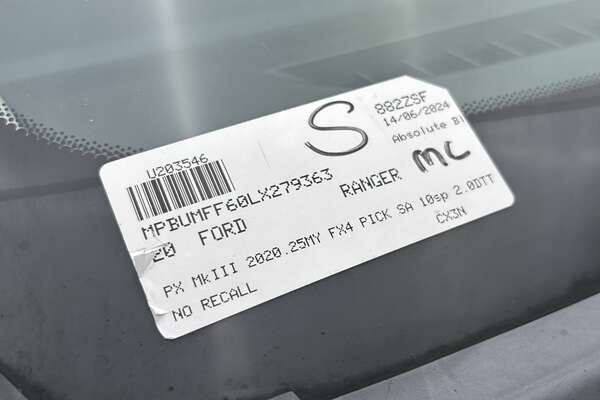 U203546
S
882ZSF
14/06/2024
Absolute B
MPBUMFF60LX279363
MC
20 FORD RANGER
PX MkIII 2020.25MY FX4 PICK SA 10sp 2.0DTT
CX3N
NO RECALL